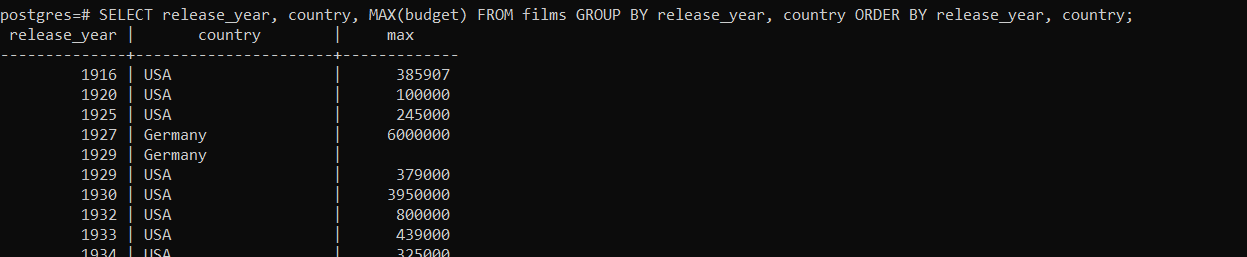 postgres=# SELECT release_year, country, MAX(budget) FROM films GROUP BY release_year, country ORDER BY release_year, country;
 release_year |       country       |    max
--------------+---------------------+------------
         1916 | USA                 |     385907
         1920 | USA                 |     100000
         1925 | USA                 |     245000
         1927 | Germany             |    6000000
         1929 | Germany             |
         1929 | USA                 |     379000
         1930 | USA                 |    3950000
         1932 | USA                 |     800000
         1933 | USA                 |     439000
         1934 | USA                 |     325000